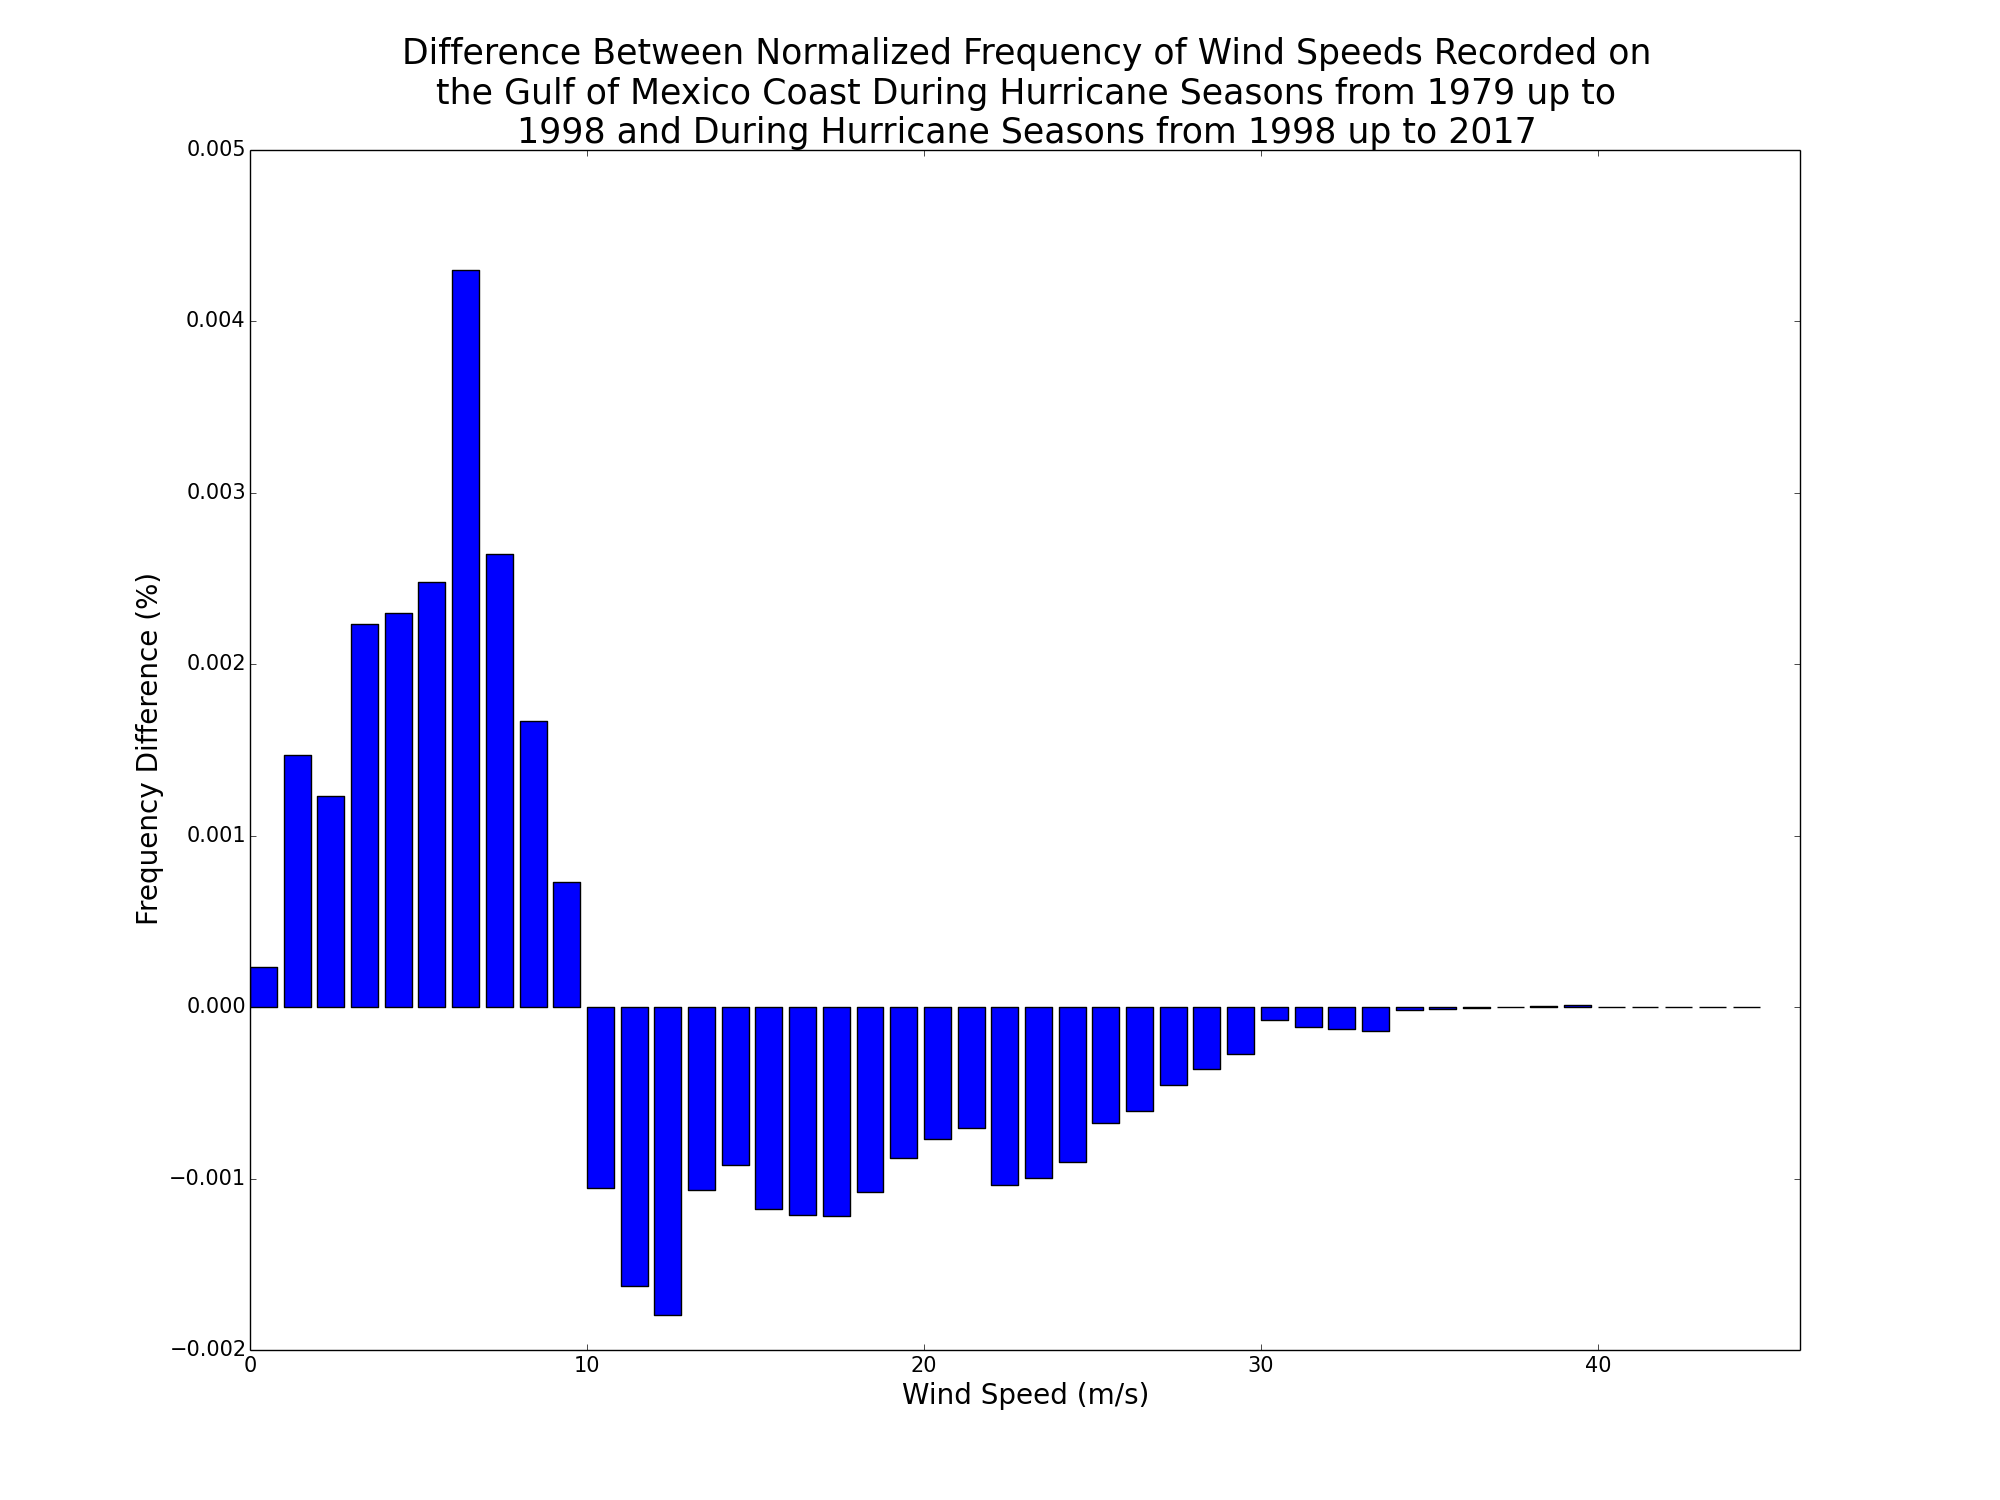 Difference Between Normalized Frequency of Wind Speeds Recorded on
the Gulf of Mexico Coast During Hurricane Seasons from 1979 up to
1998 and During Hurricane Seasons from 1998 up to 2017
0.005
0.004
0.003
0.002
0.001
0.000
−0.001
−0.002
Frequency Difference (%)
0 10 20 30 40
Wind Speed (m/s)